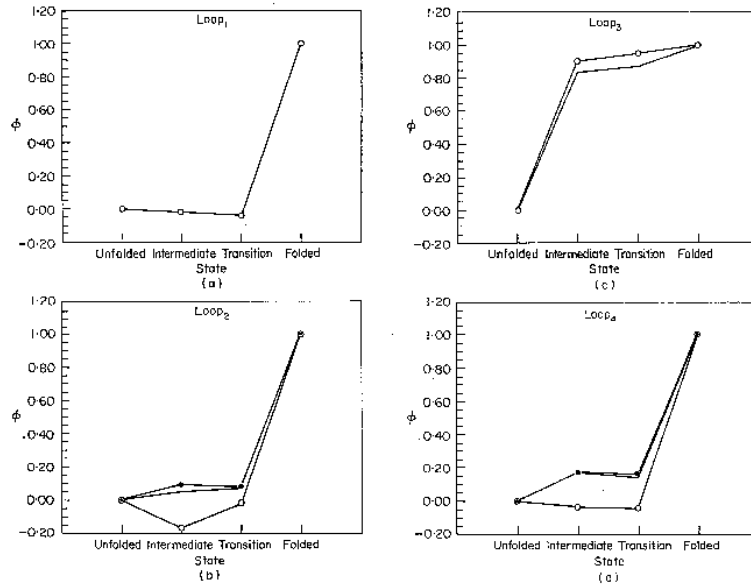 Loop₁
1·20
1·00
0·80
0·60
0·40
0·20
0·00
-0·20
ϕ
Unfolded Intermediate Transition Folded
State
(a)
Loop₃
1·20
1·00
0·80
0·60
0·40
0·20
0·00
-0·20
ϕ
Unfolded Intermediate Transition Folded
State
(c)
Loop₂
1·20
1·00
0·80
0·60
0·40
0·20
0·00
-0·20
ϕ
Unfolded Intermediate Transition Folded
State
(b)
Loop₄
1·20
1·00
0·80
0·60
0·40
0·20
0·00
-0·20
ϕ
Unfolded Intermediate Transition Folded
State
(d)